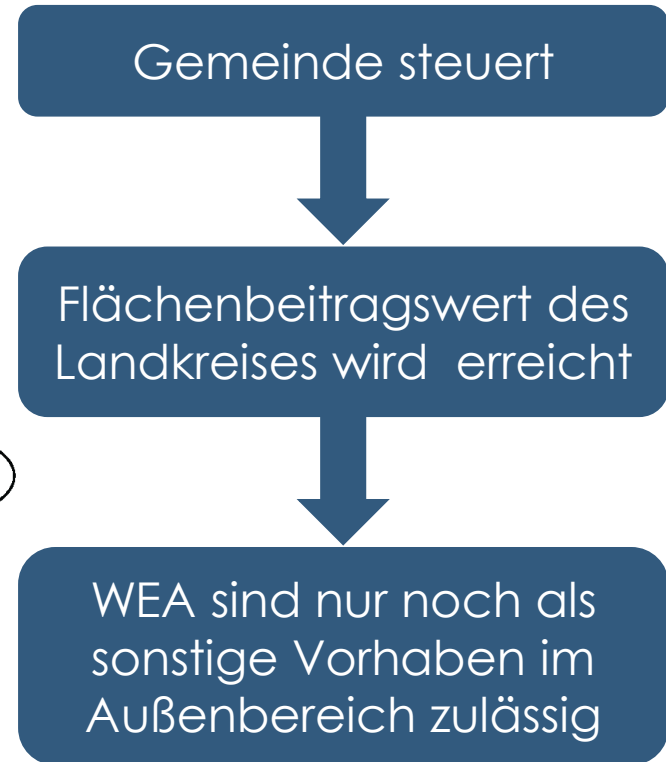 Gemeinde steuert
Flächenbeitragswert des
Landkreises wird erreicht
WEA sind nur noch als
sonstige Vorhaben im
Außenbereich zulässig